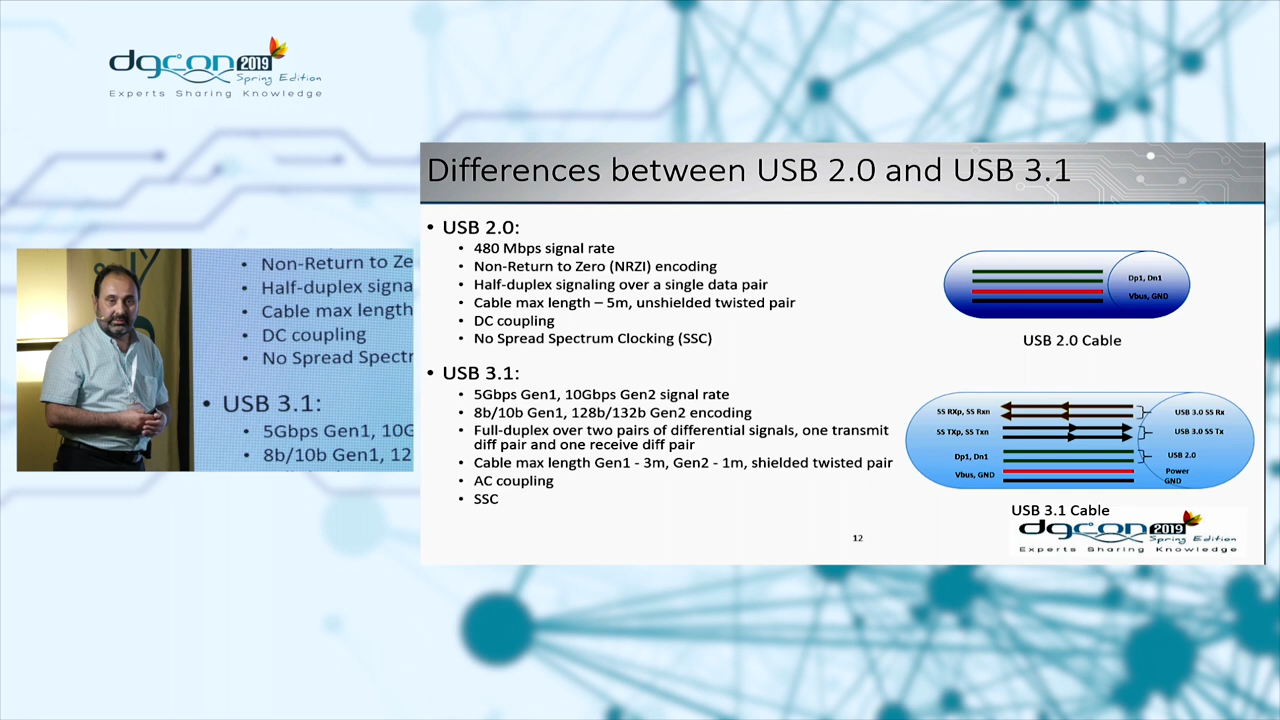 dgcon 2019
Spring Edition
Experts Sharing Knowledge
Differences between USB 2.0 and USB 3.1
• USB 2.0:
• 480 Mbps signal rate
• Non-Return to Zero (NRZI) encoding
• Half-duplex signaling over a single data pair
• Cable max length – 5m, unshielded twisted pair
• DC coupling
• No Spread Spectrum Clocking (SSC)
• USB 3.1:
• 5Gbps Gen1, 10Gbps Gen2 signal rate
• 8b/10b Gen1, 128b/132b Gen2 encoding
• Full-duplex over two pairs of differential signals, one transmit
diff pair and one receive diff pair
• Cable max length Gen1 - 3m, Gen2 - 1m, shielded twisted pair
• AC coupling
• SSC
Dp1, Dn1
Vbus, GND
USB 2.0 Cable
SS RXp, SS Rxn
USB 3.0 SS Rx
SS TXp, SS Txn
USB 3.0 SS Tx
Dp1, Dn1
USB 2.0
Vbus, GND
Power
GND
USB 3.1 Cable
dgcon 2019
Spring Edition
Experts Sharing Knowledge
12
• Non-Return to Ze
• Half-duplex signa
• Cable max length
• DC coupling
• No Spread Spectr
• USB 3.1:
• 5Gbps Gen1, 10G
• 8b/10b Gen1, 12